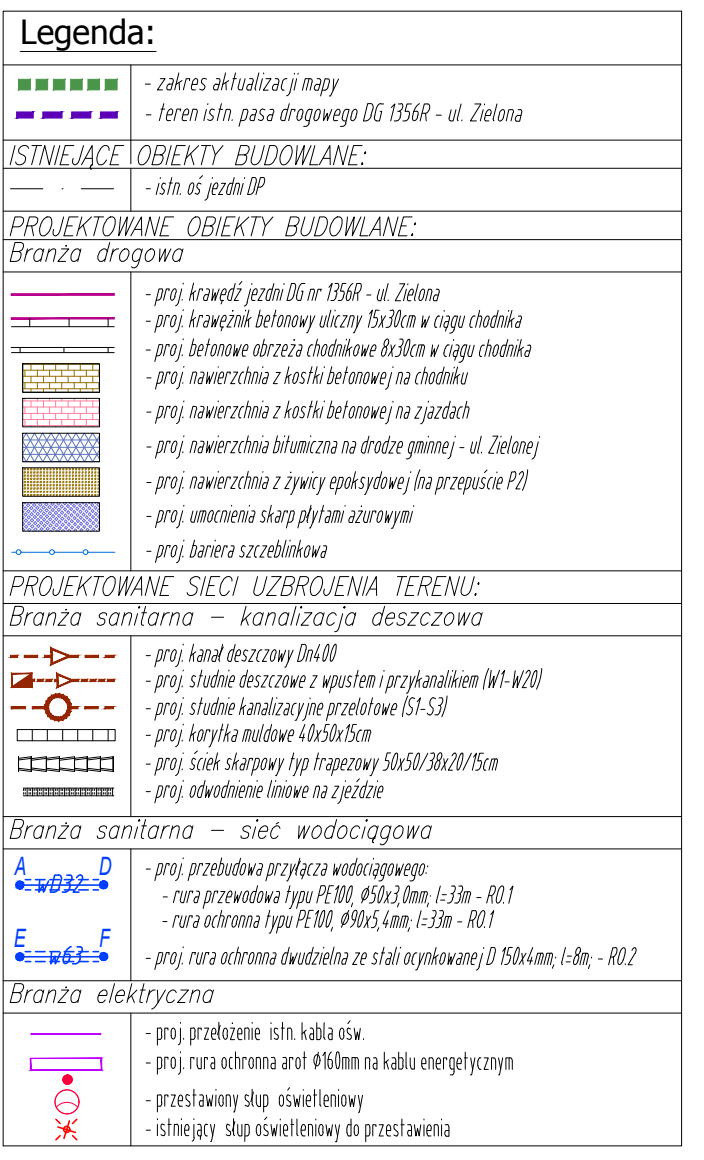 Legenda:
- zakres aktualizacji mapy
- teren istn. pasa drogowego DG 1356R - ul. Zielona
ISTNIEJĄCE OBIEKTY BUDOWLANE:
- istn. oś jezdni DP
PROJEKTOWANE OBIEKTY BUDOWLANE:
Branża drogowa
- proj. krawędź jezdni DG nr 1356R - ul. Zielona
- proj. krawężnik betonowy uliczny 15x30cm w ciągu chodnika
- proj. betonowe obrzeża chodnikowe 8x30cm w ciągu chodnika
- proj. nawierzchnia z kostki betonowej na chodniku
- proj. nawierzchnia z kostki betonowej na zjazdach
- proj. nawierzchnia bitumiczna na drodze gminnej - ul. Zielonej
- proj. nawierzchnia z żywicy epoksydowej (na przepuście P2)
- proj. umocnienia skarp płytami ażurowymi
- proj. bariera szczeblinkowa
PROJEKTOWANE SIECI UZBROJENIA TERENU:
Branża sanitarna – kanalizacja deszczowa
- proj. kanał deszczowy Dn400
- proj. studnie deszczowe z wpustem i przykanalikiem (W1-W20)
- proj. studnie kanalizacyjne przelotowe (S1-S3)
- proj. korytka muldowe 40x50x15cm
- proj. ściek skarpowy typ trapezowy 50x50/38x20/15cm
- proj. odwodnienie liniowe na zjeździe
Branża sanitarna – sieć wodociągowa
A D
wD32
- proj. przebudowa przyłącza wodociągowego:
- rura przewodowa typu PE100, Ø50x3,0mm; l=33m - RO.1
- rura ochronna typu PE100, Ø90x5,4mm; l=33m - RO.1
E F
w63
- proj. rura ochronna dwudzielna ze stali ocynkowanej D 150x4mm; l=8m; - RO.2
Branża elektryczna
- proj. przełożenie istn. kabla ośw.
- proj. rura ochronna arot Ø160mm na kablu energetycznym
- przestawiony słup oświetleniowy
- istniejący słup oświetleniowy do przestawienia